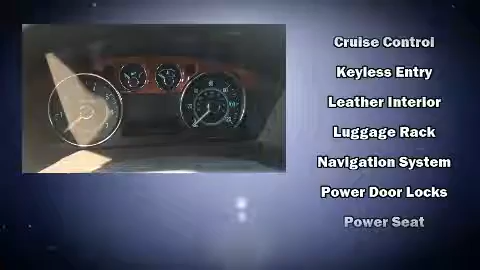 Cruise Control
Keyless Entry
Leather Interior
Luggage Rack
Navigation System
Power Door Locks
Power Seat